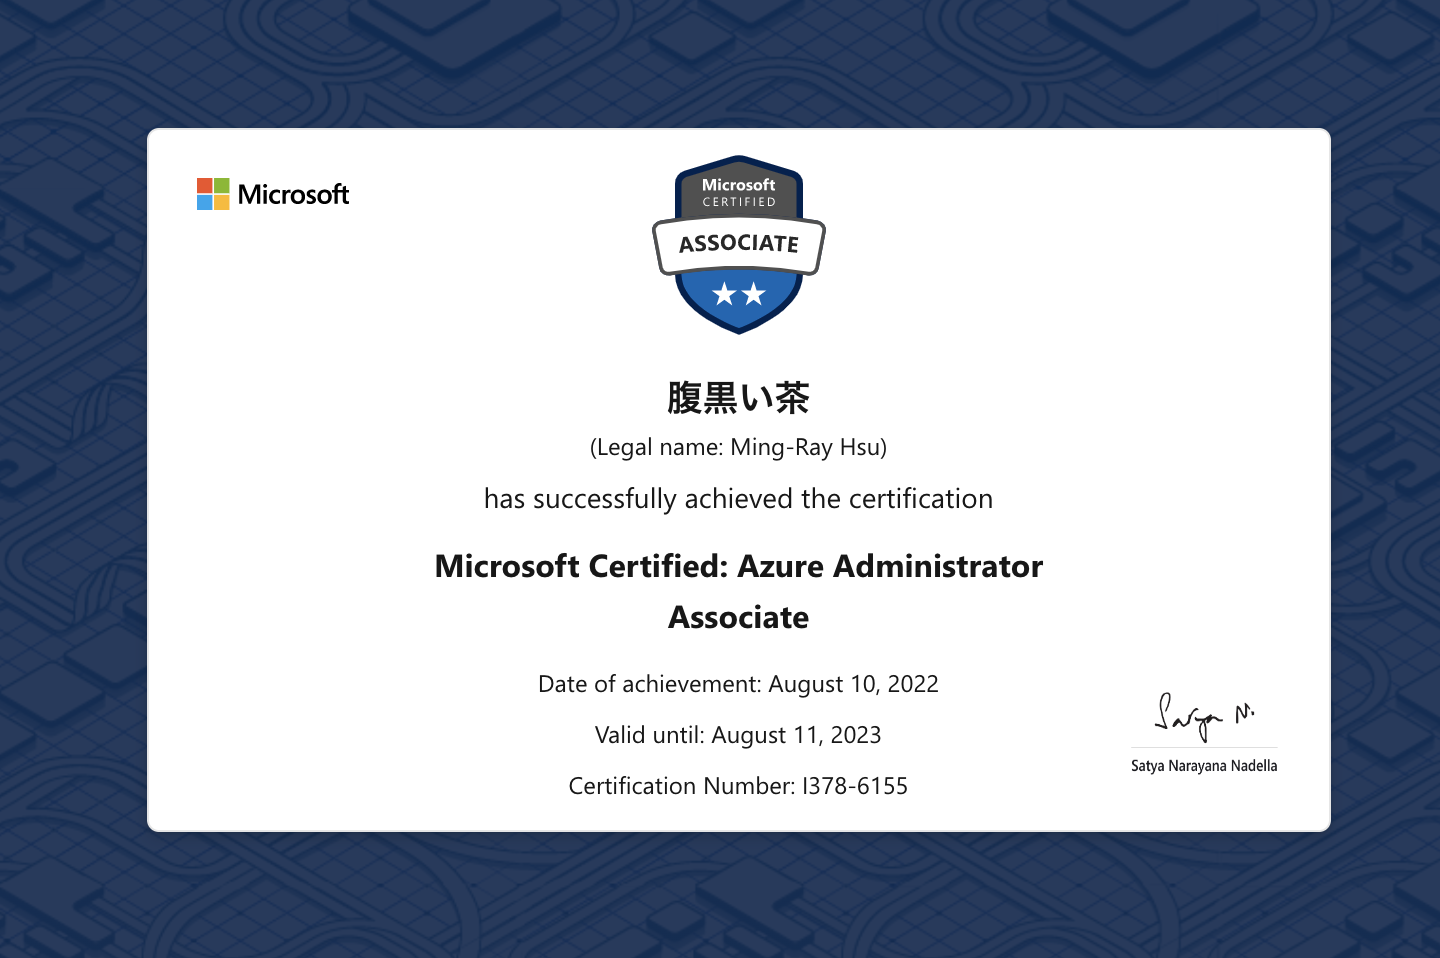 Microsoft
Microsoft
CERTIFIED
ASSOCIATE
腹黒い茶
(Legal name: Ming-Ray Hsu)
has successfully achieved the certification
Microsoft Certified: Azure Administrator
Associate
Date of achievement: August 10, 2022
Valid until: August 11, 2023
Certification Number: I378-6155
Satya N.
Satya Narayana Nadella